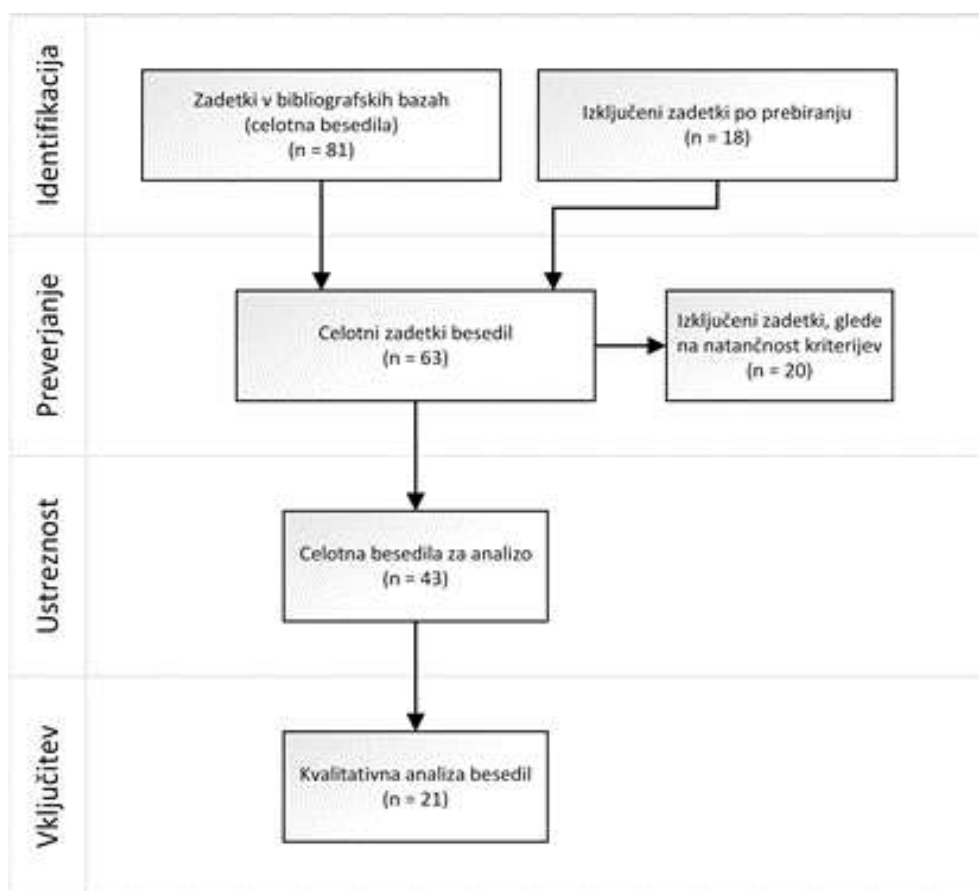 Identifikacija
Zadetki v bibliografskih bazah
(celotna besedila)
(n = 81)
Izključeni zadetki po prebiranju
(n = 18)
Preverjanje
Celotni zadetki besedil
(n = 63)
Izključeni zadetki, glede
na natančnost kriterijev
(n = 20)
Ustreznost
Celotna besedila za analizo
(n = 43)
Vključitev
Kvalitativna analiza besedil
(n = 21)